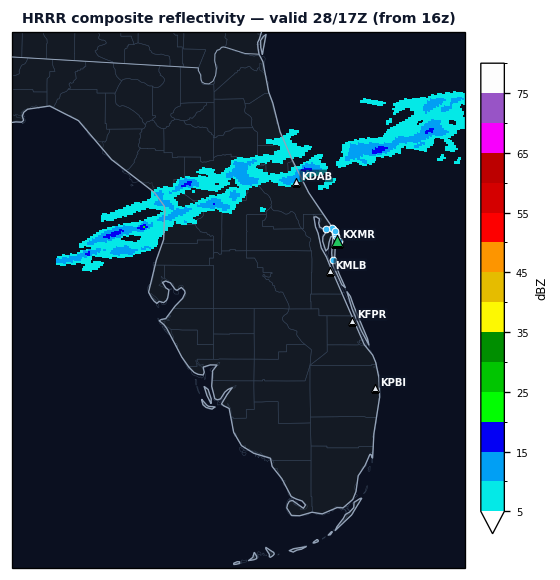 HRRR composite reflectivity — valid 28/17Z (from 16z)
75
65
55
45
35
25
15
5
dBZ
KDAB
KXMR
KMLB
KFPR
KPBI